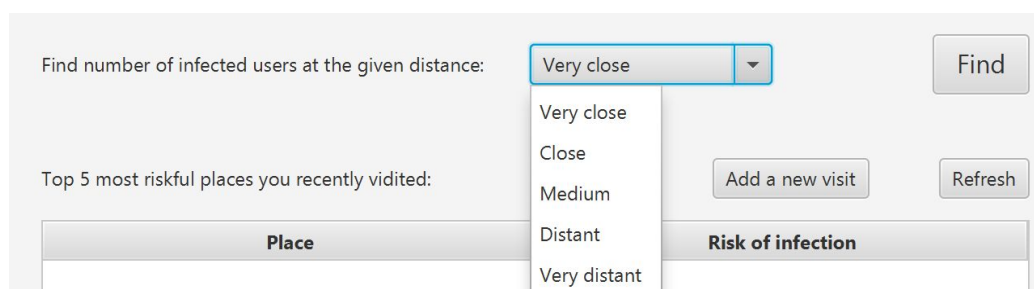 Find number of infected users at the given distance: Very close Find
Very close
Close
Top 5 most riskful places you recently vidited: Add a new visit Refresh
Medium
Place Distant Risk of infection
Very distant